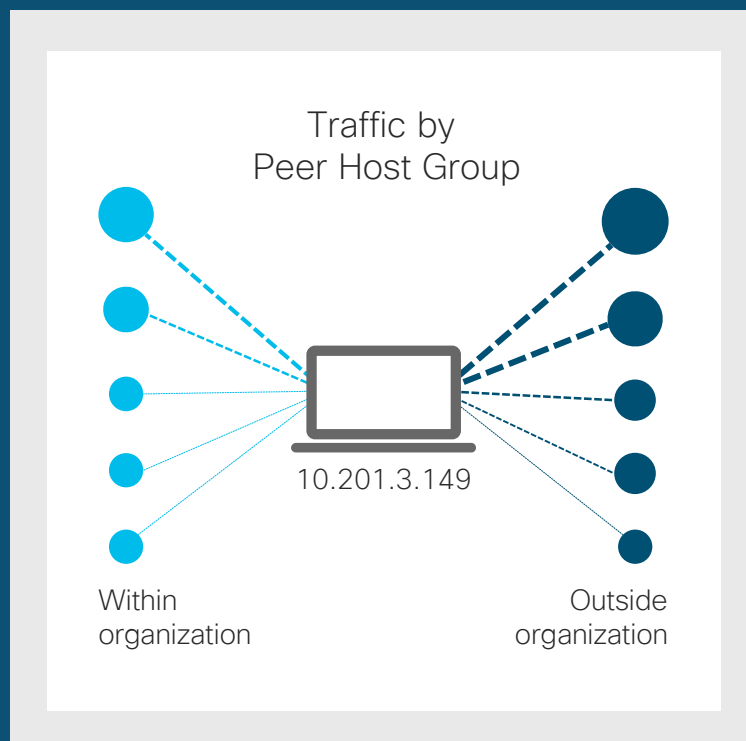 Traffic by
Peer Host Group
10.201.3.149
Within
organization
Outside
organization